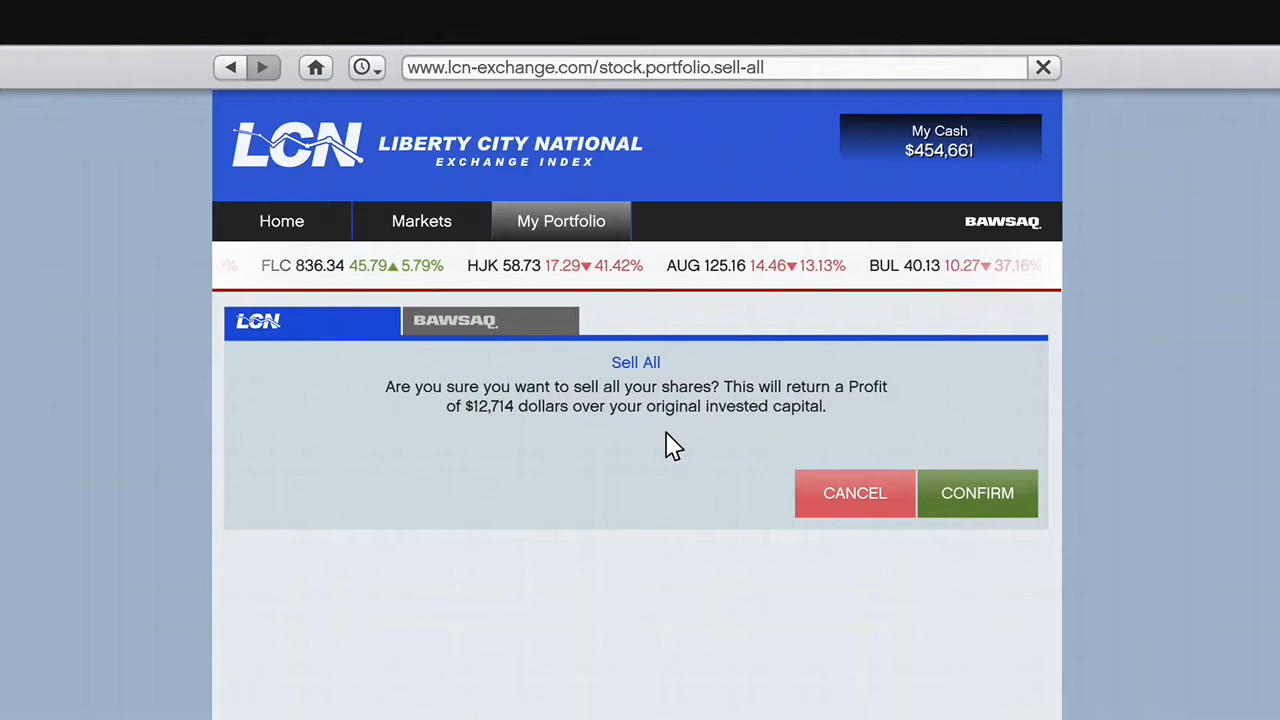 www.lcn-exchange.com/stock.portfolio.sell-all
LCN LIBERTY CITY NATIONAL
EXCHANGE INDEX
My Cash
$454,661
Home Markets My Portfolio BAWSAQ.
% FLC 836.34 45.79▲5.79% HJK 58.73 17.29▼41.42% AUG 125.16 14.46▼13.13% BUL 40.13 10.27▼37.16%
LCN. BAWSAQ.
Sell All
Are you sure you want to sell all your shares? This will return a Profit
of $12,714 dollars over your original invested capital.
CANCEL CONFIRM